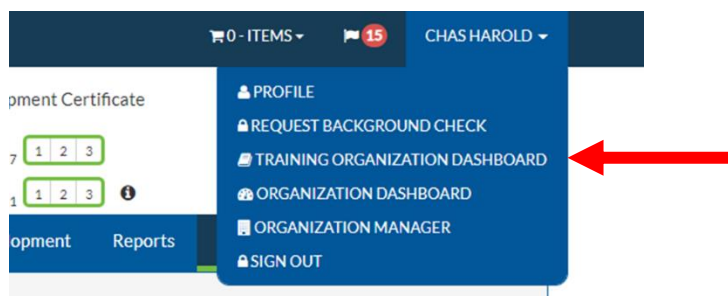 0 - ITEMS 15 CHAS HAROLD
pment Certificate
PROFILE
REQUEST BACKGROUND CHECK
7 1 2 3
TRAINING ORGANIZATION DASHBOARD
1 1 2 3
ORGANIZATION DASHBOARD
ORGANIZATION MANAGER
opment Reports
SIGN OUT